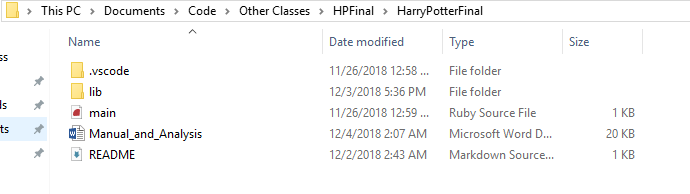 This PC > Documents > Code > Other Classes > HPFinal > HarryPotterFinal
Name Date modified Type Size
.vscode 11/26/2018 12:58 ... File folder
lib 12/3/2018 5:36 PM File folder
main 11/26/2018 12:59 ... Ruby Source File 1 KB
Manual_and_Analysis 12/4/2018 2:07 AM Microsoft Word D... 20 KB
README 12/2/2018 2:43 AM Markdown Source... 1 KB